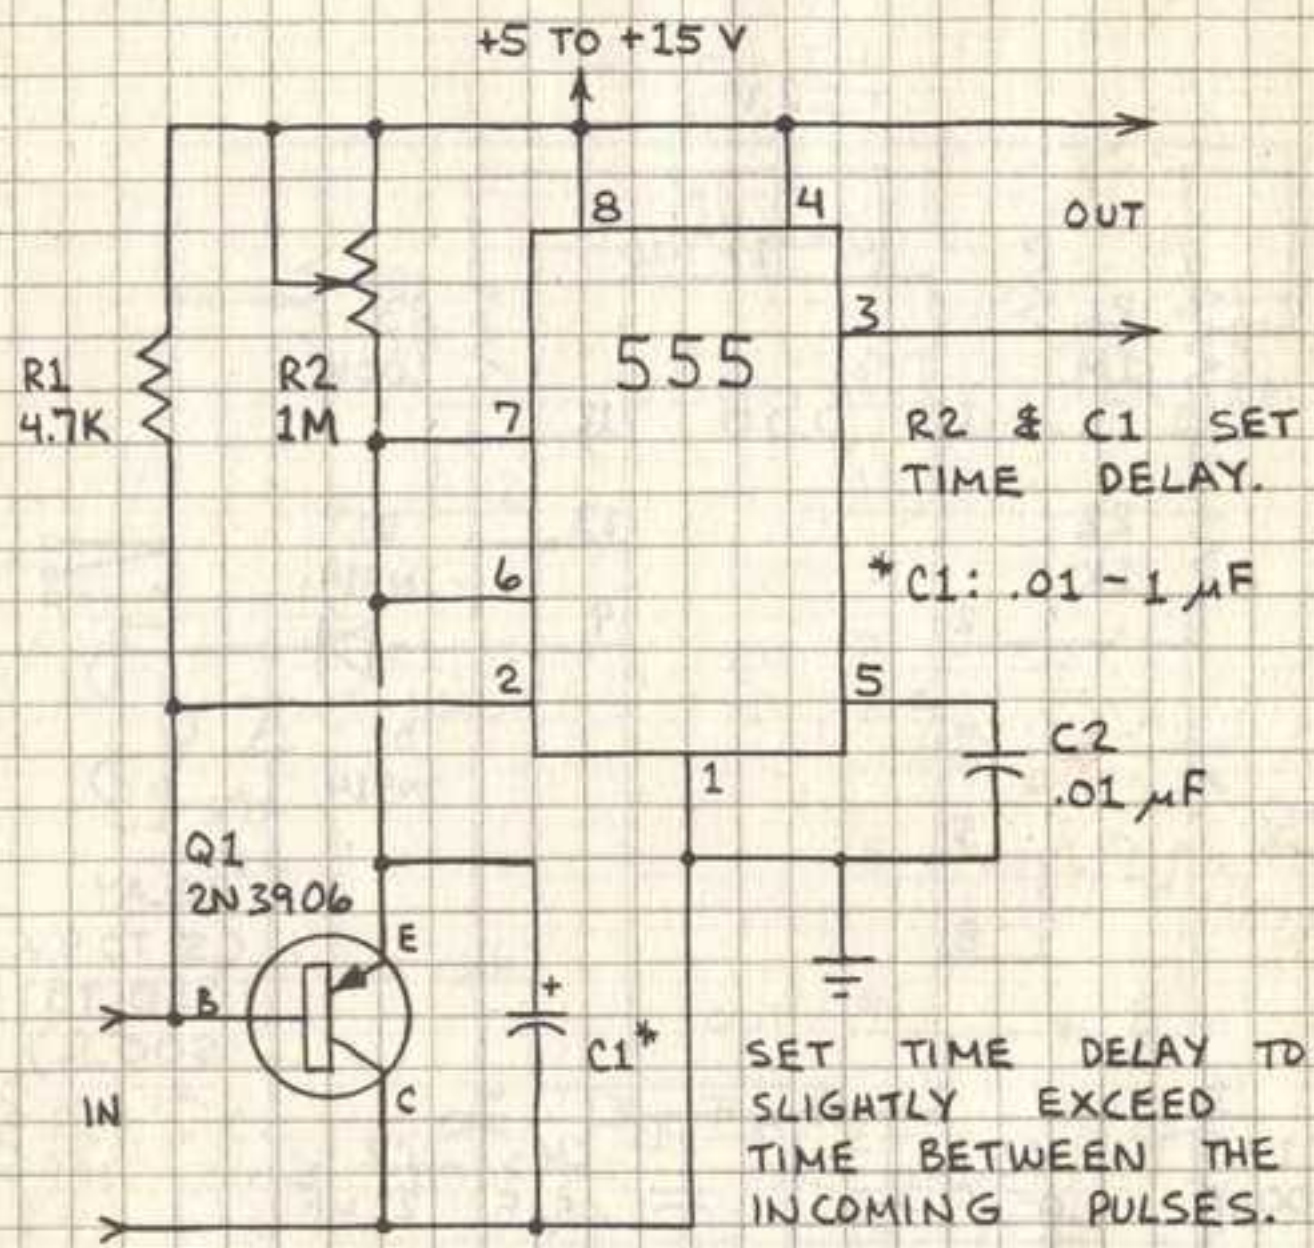 +5 TO +15 V
8
4
OUT
3
555
R1
4.7K
R2
1M
7
R2 & C1 SET
TIME DELAY.
6
*C1: .01 - 1 µF
2
5
C2
.01 µF
1
Q1
2N3906
E
B
+
C1*
C
IN
SET TIME DELAY TO
SLIGHTLY EXCEED
TIME BETWEEN THE
INCOMING PULSES.